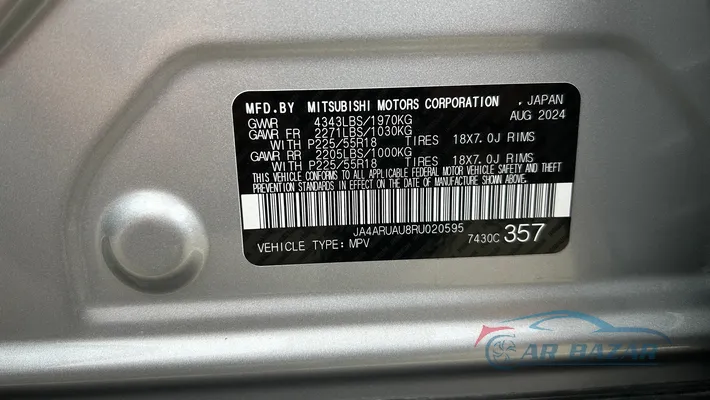 MFD.BY MITSUBISHI MOTORS CORPORATION , JAPAN
GVWR 4343LBS/1970KG AUG 2024
GAWR FR 2271LBS/1030KG
WITH P225/55R18 TIRES 18X7.0J RIMS
GAWR RR 2205LBS/1000KG
WITH P225/55R18 TIRES 18X7.0J RIMS
THIS VEHICLE CONFORMS TO ALL APPLICABLE FEDERAL MOTOR VEHICLE SAFETY AND THEFT
PREVENTION STANDARDS IN EFFECT ON THE DATE OF MANUFACTURE SHOWN ABOVE.
JA4ARUAU8RU020595
VEHICLE TYPE: MPV 7430C 357
CAR BAZAR